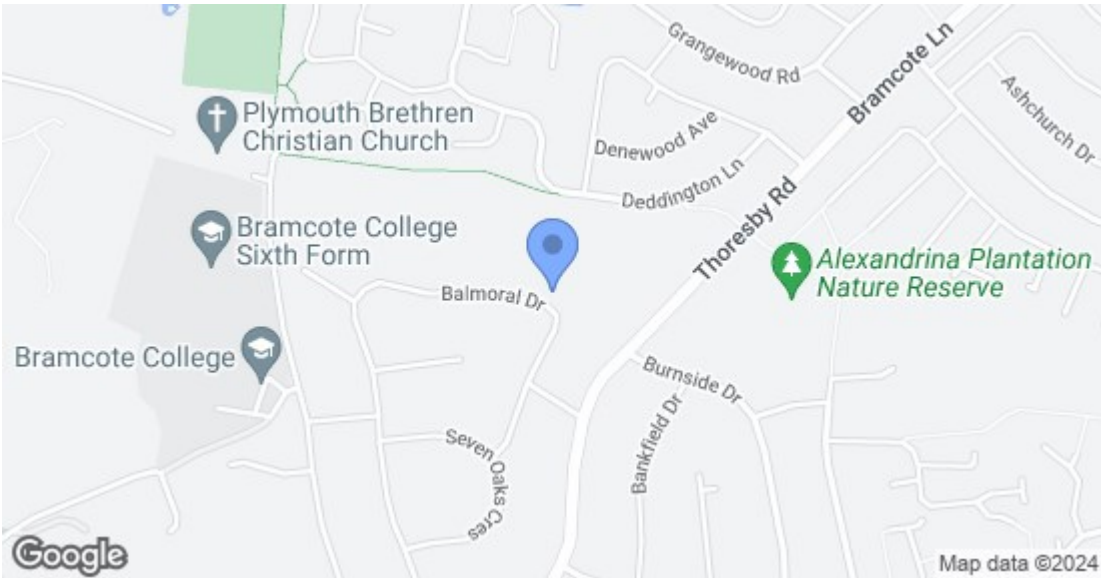 Grangewood Rd
Bramcote Ln
Ashchurch Dr
Plymouth Brethren
Christian Church
Denewood Ave
Deddington Ln
Thoresby Rd
Bramcote College
Sixth Form
Alexandrina Plantation
Nature Reserve
Balmoral Dr
Bramcote College
Burnside Dr
Bankfield Dr
Seven Oaks Cres
Google
Map data ©2024